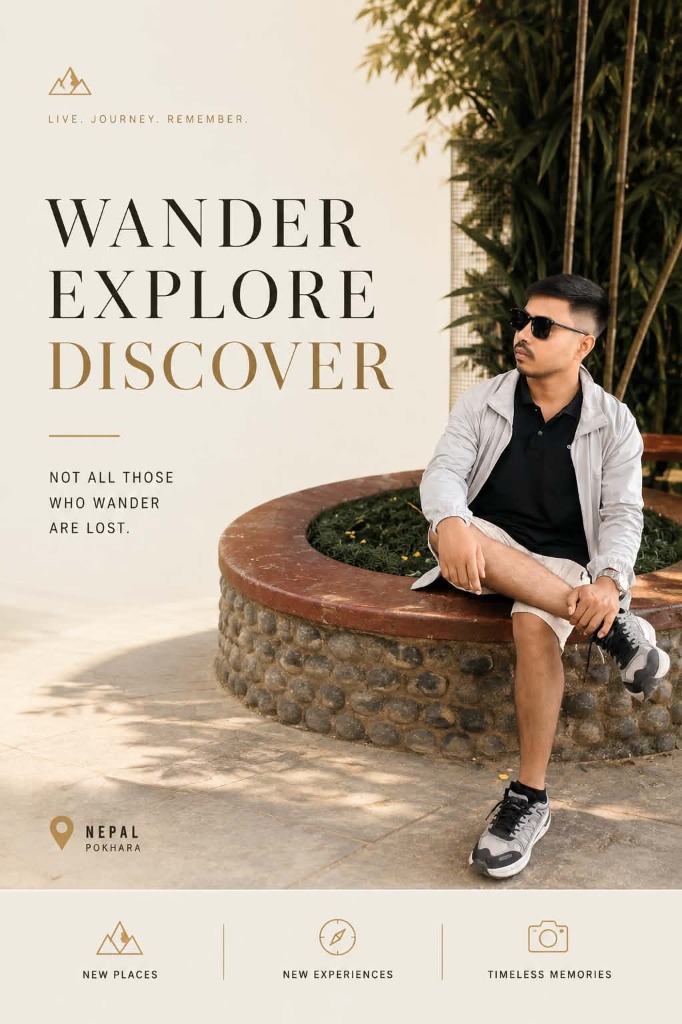 LIVE. JOURNEY. REMEMBER.
WANDER
EXPLORE
DISCOVER
NOT ALL THOSE
WHO WANDER
ARE LOST.
NEPAL
POKHARA
NEW PLACES
NEW EXPERIENCES
TIMELESS MEMORIES